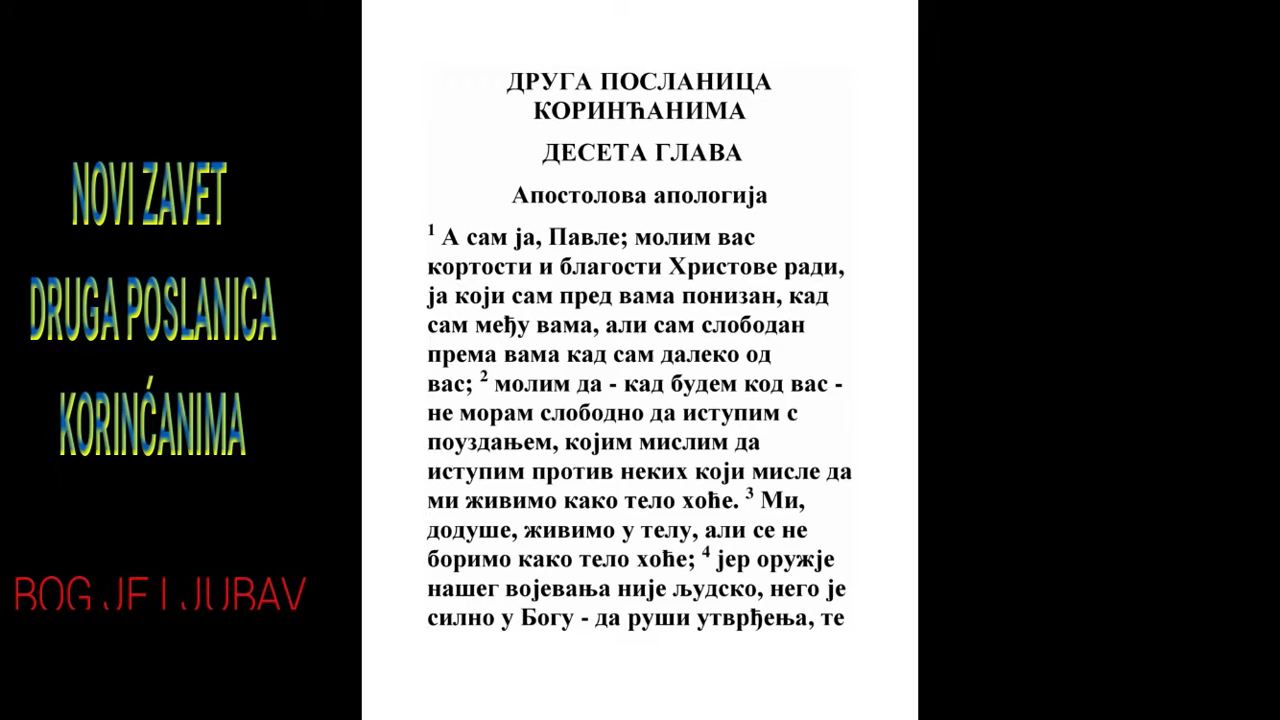 NOVI ZAVET
DRUGA POSLANICA
KORINĆANIMA
BOG JE LJUBAV
ДРУГА ПОСЛАНИЦА
КОРИНЋАНИМА
ДЕСЕТА ГЛАВА
Апостолова апологија
1 А сам ја, Павле; молим вас
кортости и благости Христове ради,
ја који сам пред вама понизан, кад
сам међу вама, али сам слободан
према вама кад сам далеко од
вас; 2 молим да - кад будем код вас -
не морам слободно да иступим с
поуздањем, којим мислим да
иступим против неких који мисле да
ми живимо како тело хоће. 3 Ми,
додуше, живимо у телу, али се не
боримо како тело хоће; 4 јер оружје
нашег војевања није људско, него је
силно у Богу - да руши утврђења, те